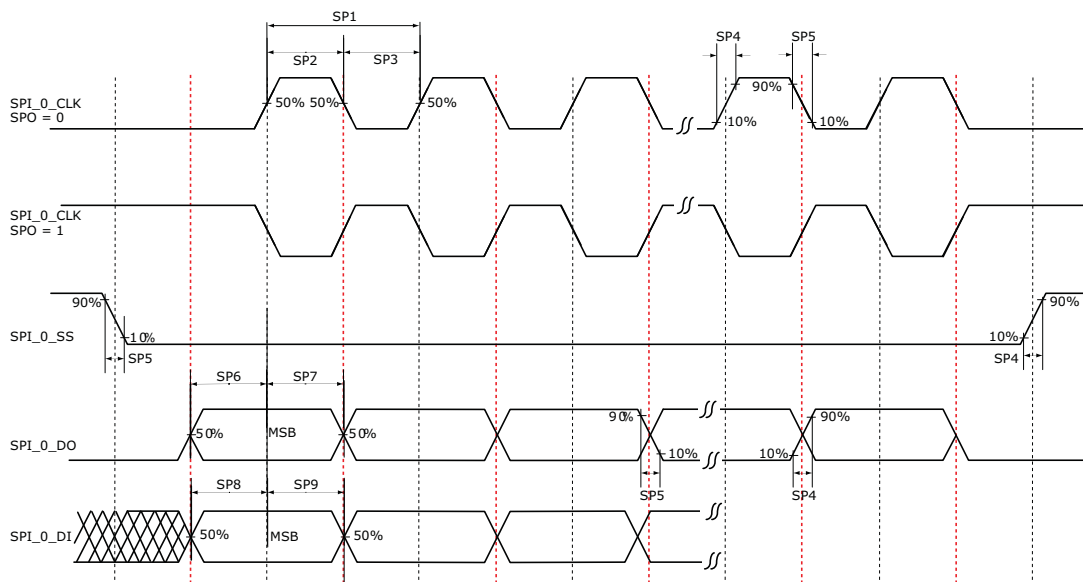 SP1
SP2 SP3
SP4 SP5
SPI_0_CLK
SPO = 0
50% 50% 50% 10% 90% 10%
SPI_0_CLK
SPO = 1
90% 10% SP5
SPI_0_SS
10% 90% SP4
SP6 SP7
SPI_0_DO
50% MSB 50% 90% 10% SP5 10% 90% SP4
SP8 SP9
SPI_0_DI
50% MSB 50%